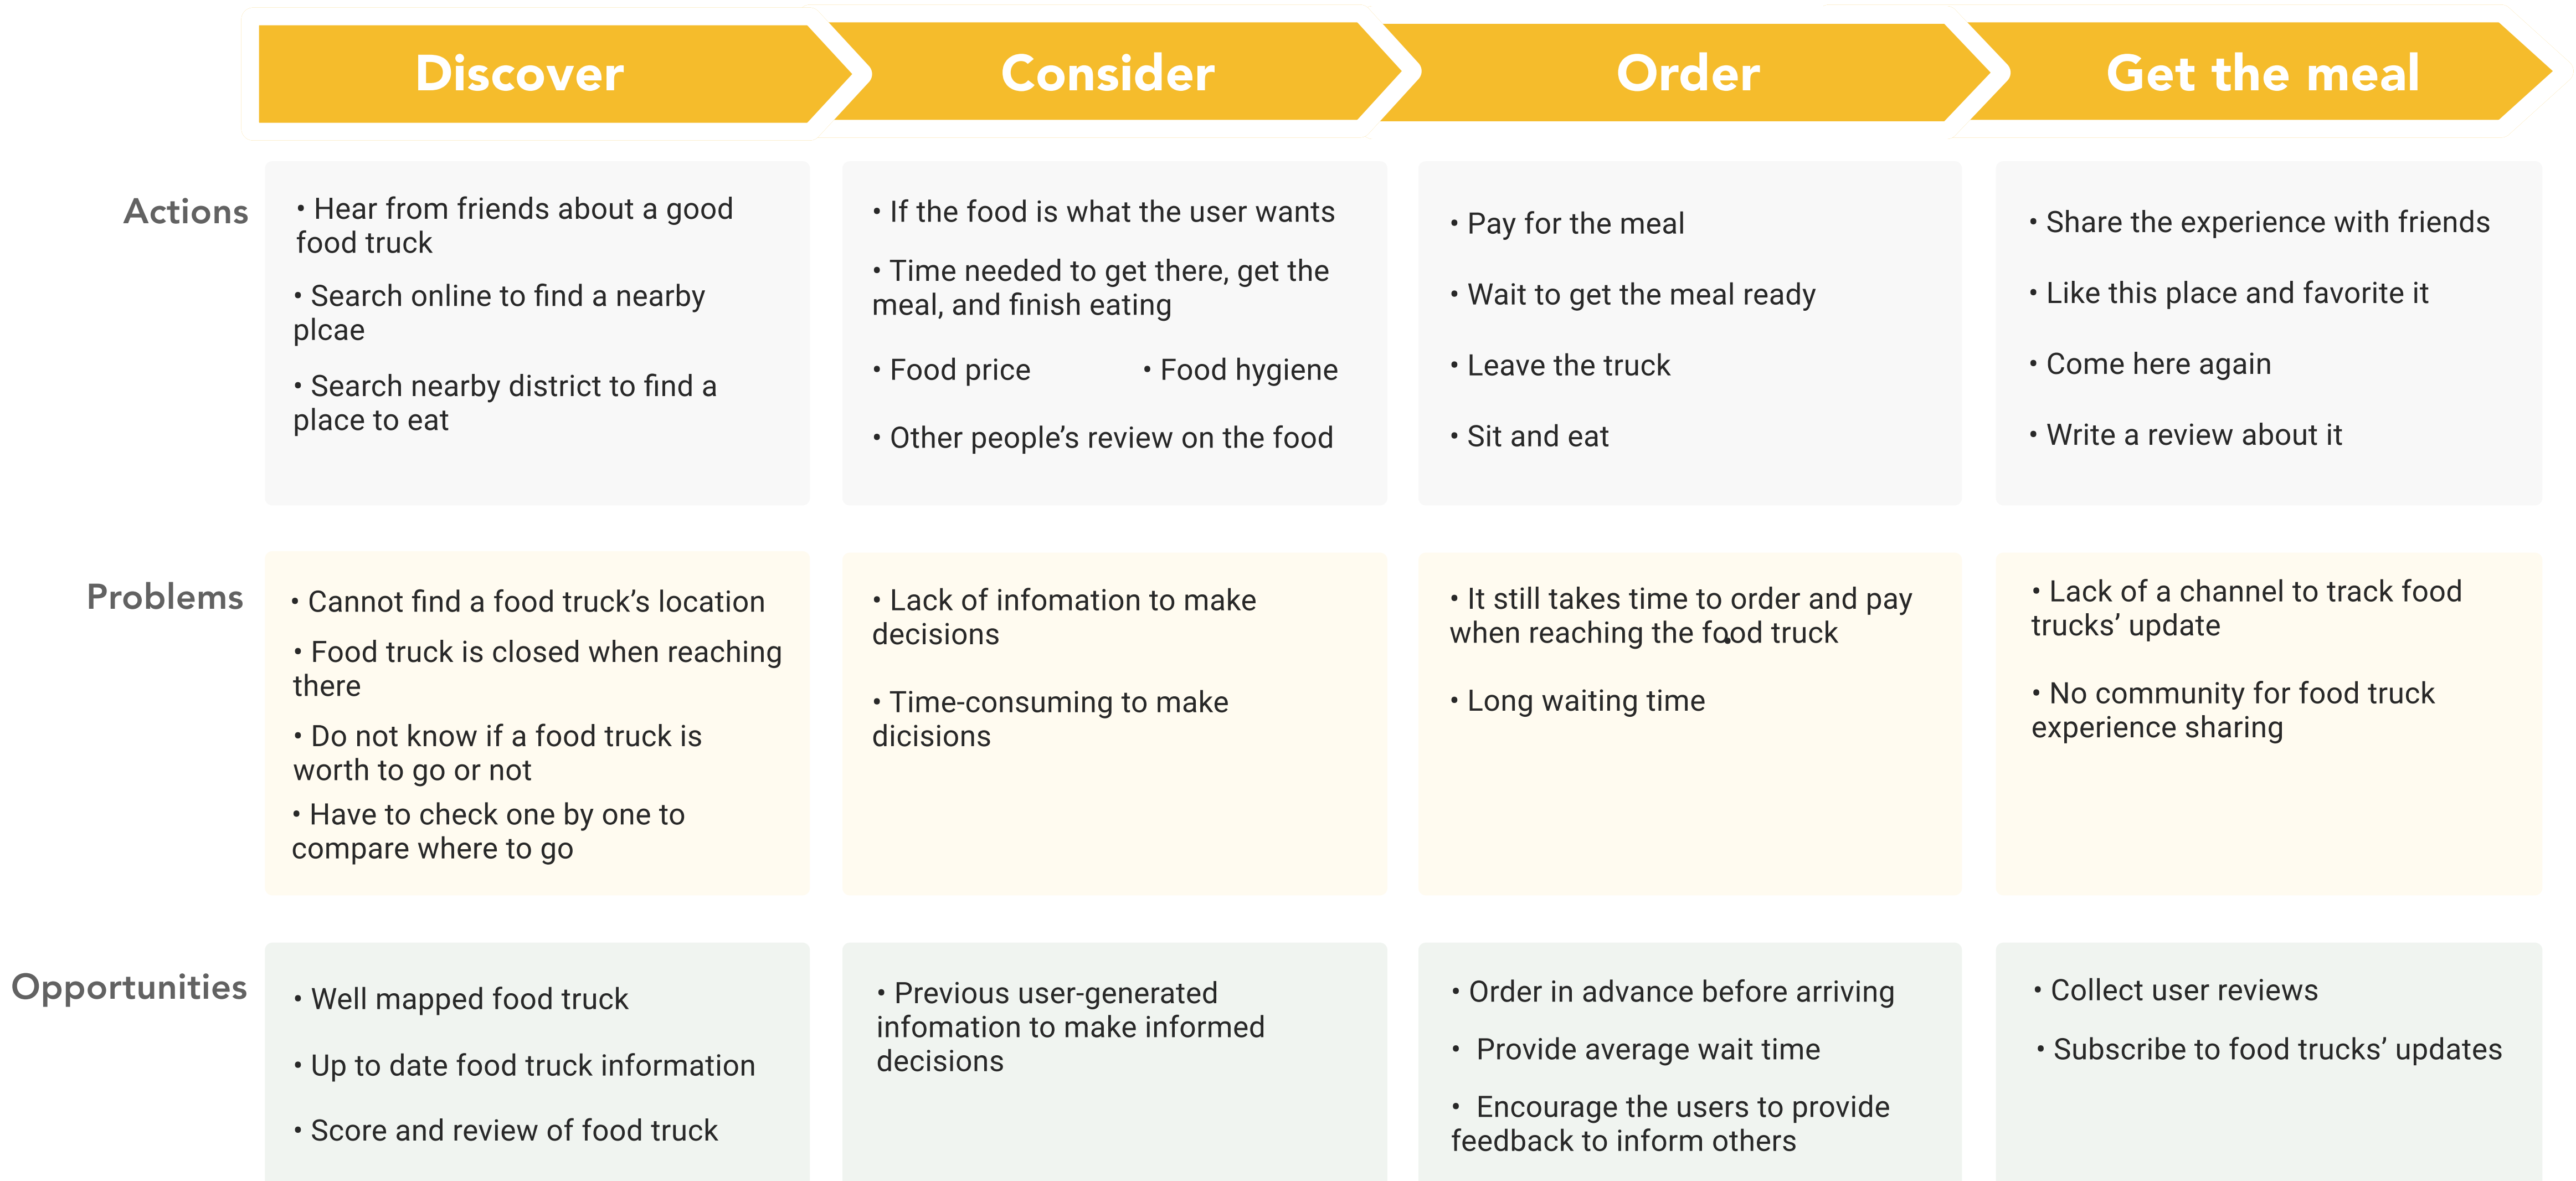 Discover
Consider
Order
Get the meal
Actions
• Hear from friends about a good
food truck
• Search online to find a nearby
plcae
• Search nearby district to find a
place to eat
• If the food is what the user wants
• Time needed to get there, get the
meal, and finish eating
• Food price • Food hygiene
• Other people’s review on the food
• Pay for the meal
• Wait to get the meal ready
• Leave the truck
• Sit and eat
• Share the experience with friends
• Like this place and favorite it
• Come here again
• Write a review about it
Problems
• Cannot find a food truck’s location
• Food truck is closed when reaching
there
• Do not know if a food truck is
worth to go or not
• Have to check one by one to
compare where to go
• Lack of infomation to make
decisions
• Time-consuming to make
dicisions
• It still takes time to order and pay
when reaching the food truck
• Long waiting time
• Lack of a channel to track food
trucks’ update
• No community for food truck
experience sharing
Opportunities
• Well mapped food truck
• Up to date food truck information
• Score and review of food truck
• Previous user-generated
infomation to make informed
decisions
• Order in advance before arriving
• Provide average wait time
• Encourage the users to provide
feedback to inform others
• Collect user reviews
• Subscribe to food trucks’ updates